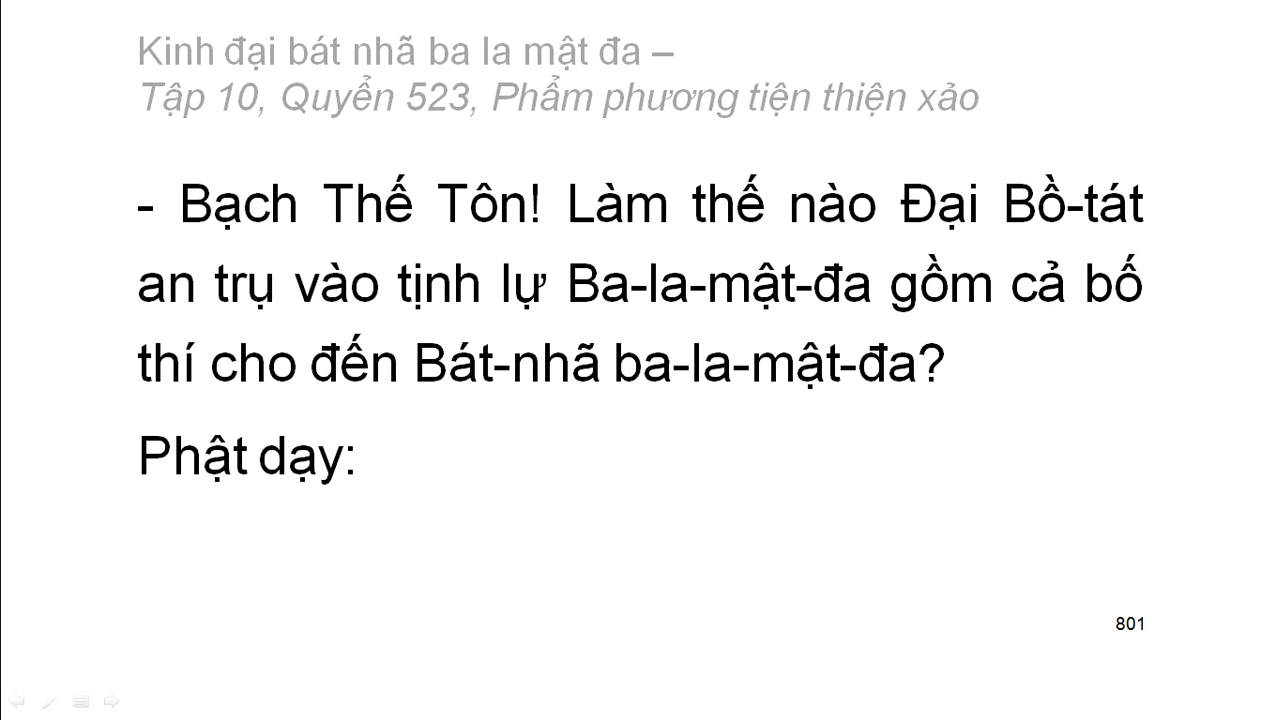 Kinh đại bát nhã ba la mật đa –
Tập 10, Quyển 523, Phẩm phương tiện thiện xảo
- Bạch Thế Tôn! Làm thế nào Đại Bồ-tát
an trụ vào tịnh lự Ba-la-mật-đa gồm cả bố
thí cho đến Bát-nhã ba-la-mật-đa?
Phật dạy:
801